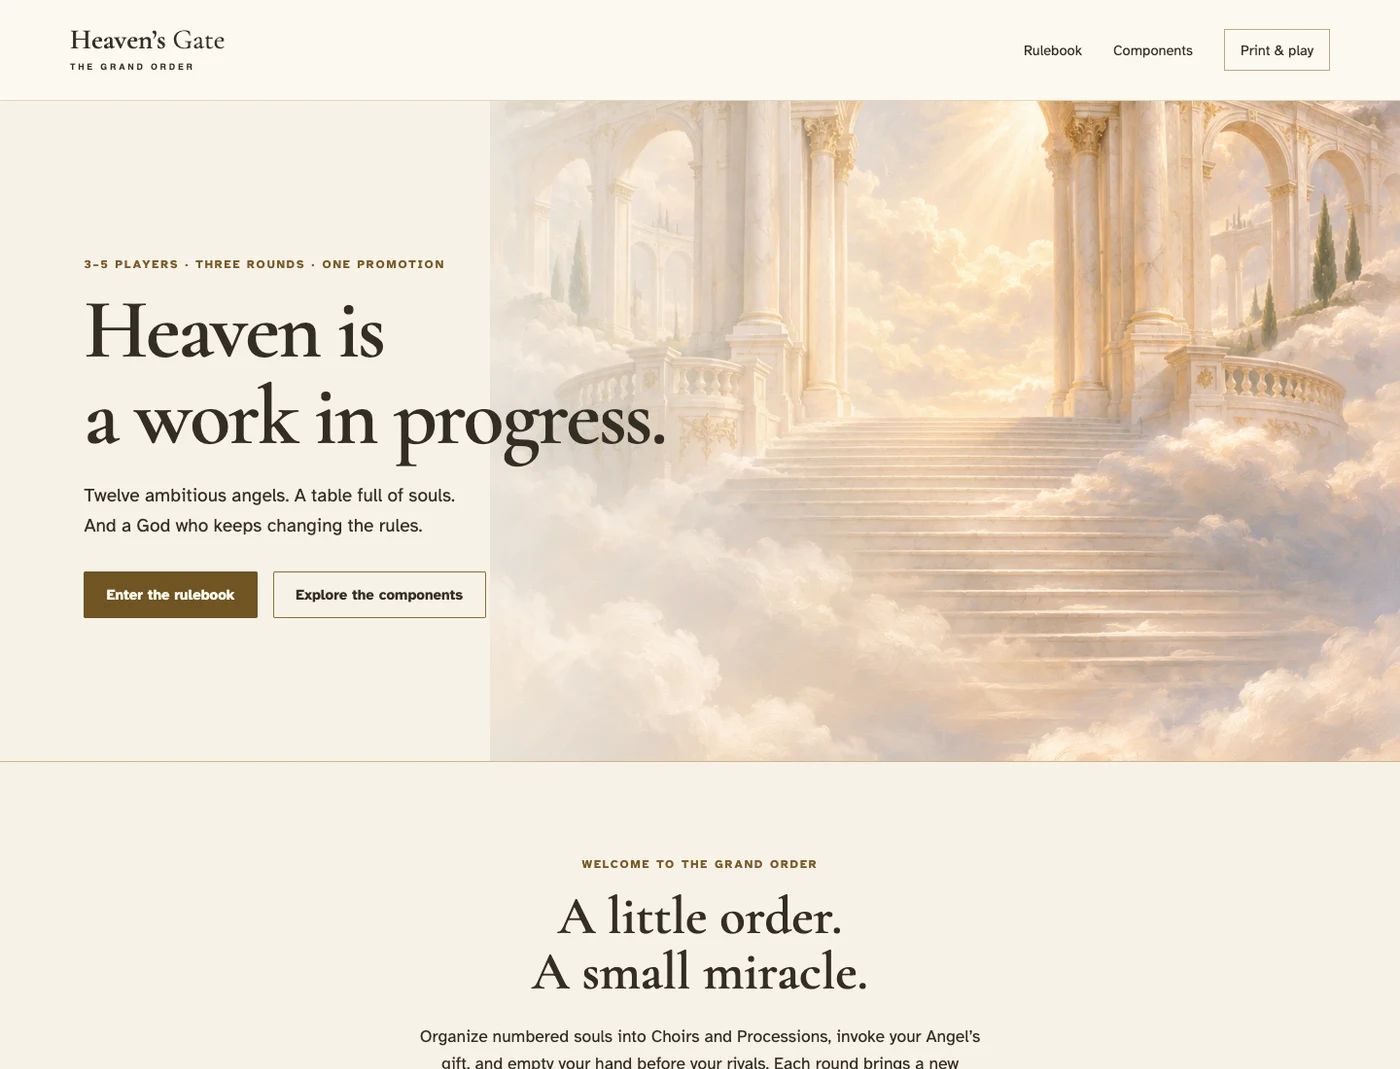 Heaven’s Gate
THE GRAND ORDER
Rulebook
Components
Print & play
3–5 PLAYERS · THREE ROUNDS · ONE PROMOTION
Heaven is
a work in progress.
Twelve ambitious angels. A table full of souls.
And a God who keeps changing the rules.
Enter the rulebook
Explore the components
WELCOME TO THE GRAND ORDER
A little order.
A small miracle.
Organize numbered souls into Choirs and Processions, invoke your Angel’s
gift, and empty your hand before your rivals. Each round brings a new